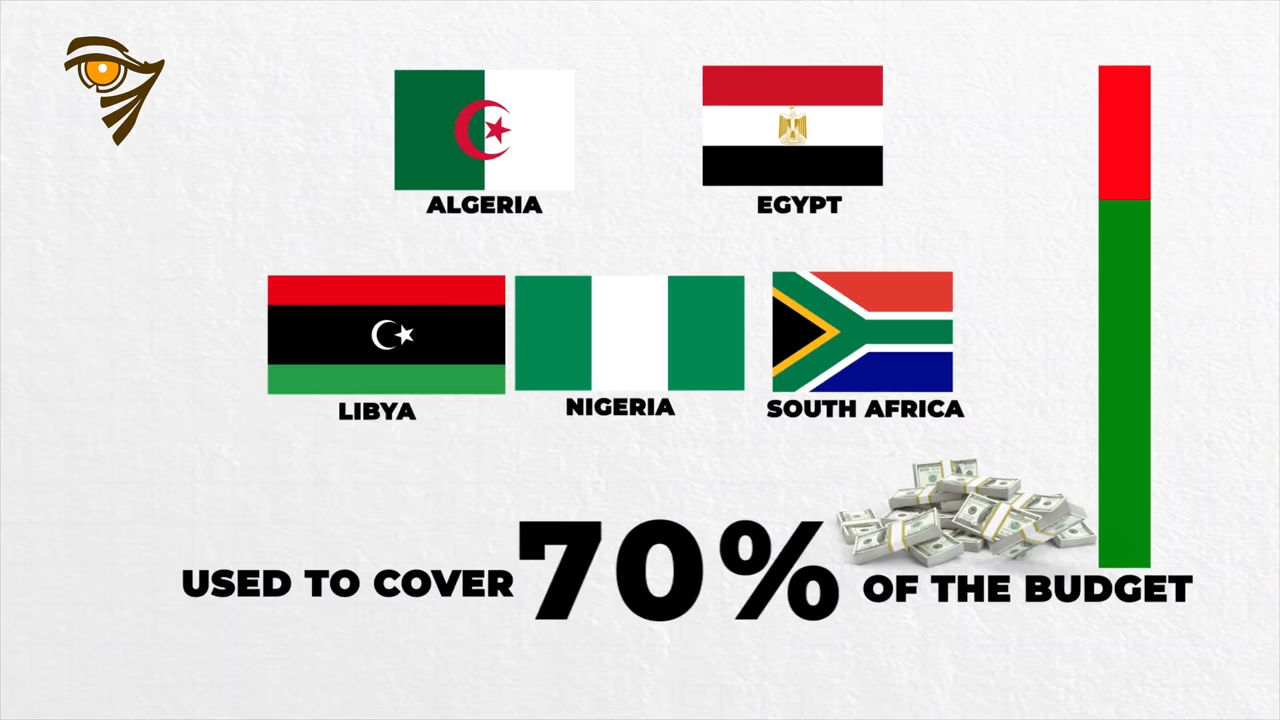 ALGERIA
EGYPT
LIBYA
NIGERIA
SOUTH AFRICA
USED TO COVER 70% OF THE BUDGET